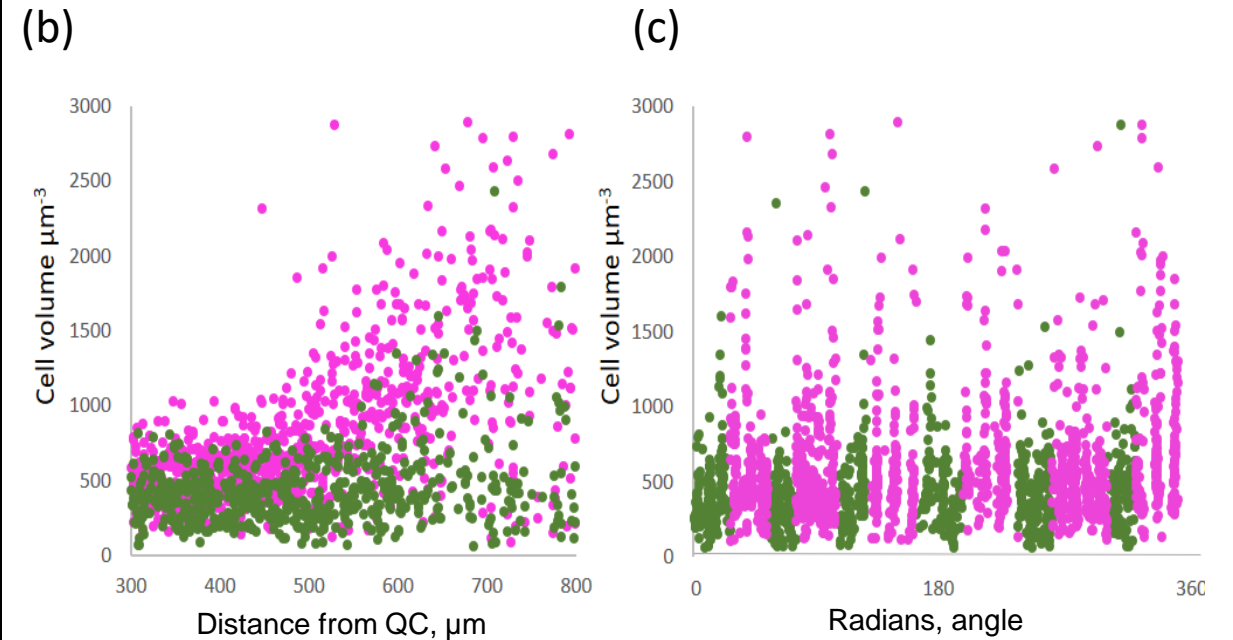 (b)
3000
2500
2000
1500
1000
500
0
Cell volume µm⁻³
300 400 500 600 700 800
Distance from QC, µm
(c)
3000
2500
2000
1500
1000
500
0
Cell volume µm⁻³
0 180 360
Radians, angle